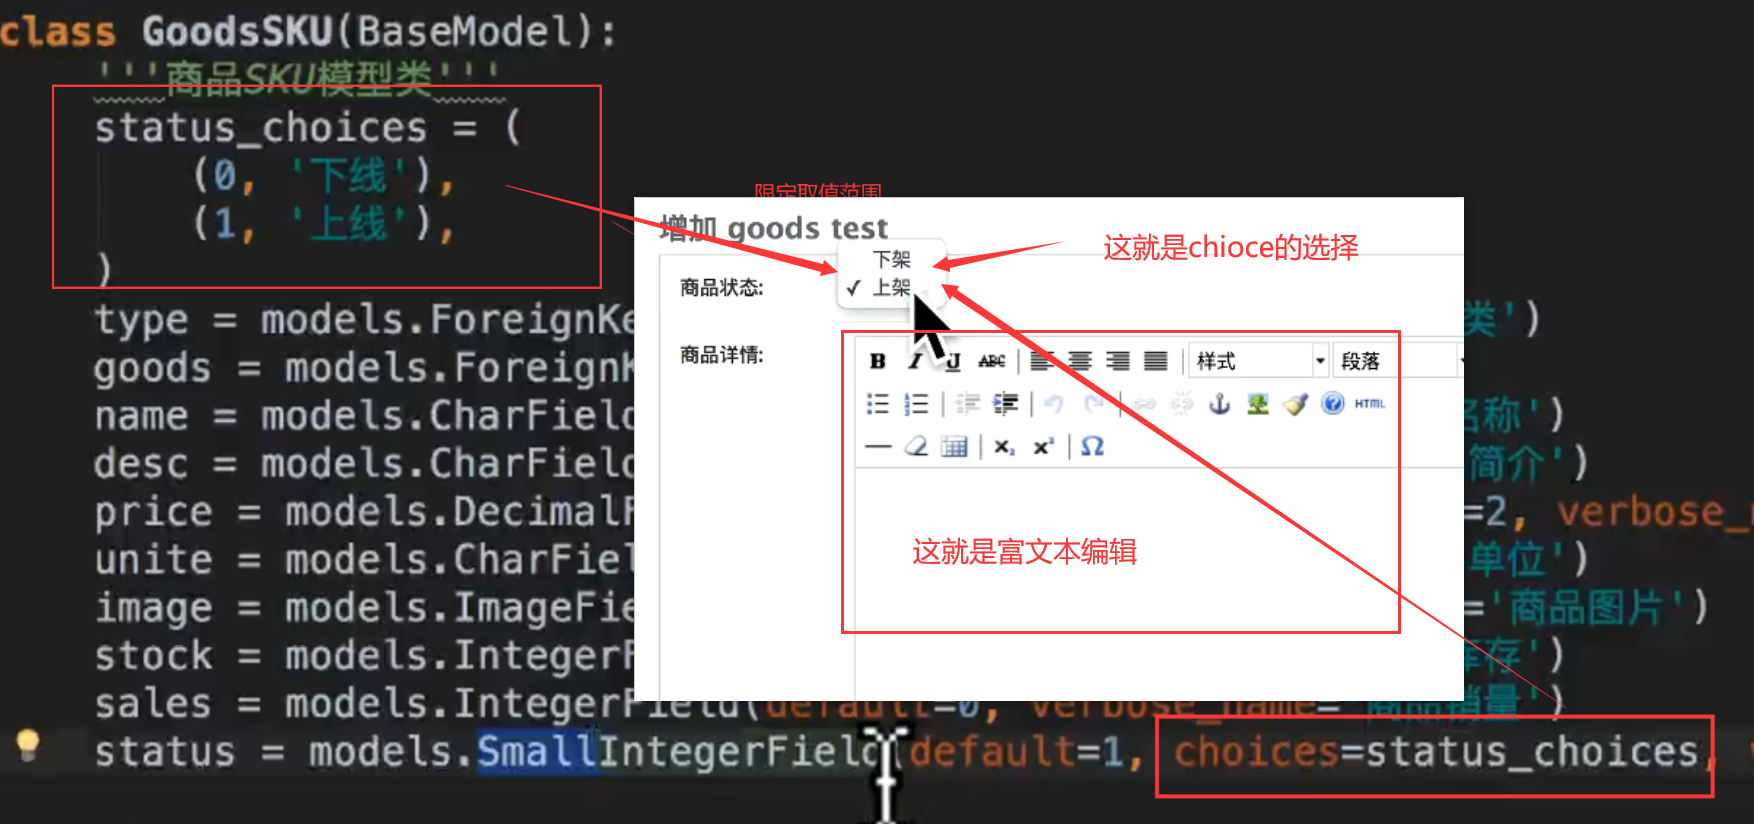 class GoodsSKU(BaseModel):
'''商品SKU模型类'''
status_choices = (
(0, '下线'),
(1, '上线'),
)
限定取值范围
增加 goods test
这就是chioce的选择
下架
商品状态:
✓ 上架
type = models.ForeignKe
类')
商品详情:
B I U ABC 样式 段落
goods = models.ForeignK
HTML
name = models.CharField
名称')
desc = models.CharField
简介')
price = models.DecimalF
=2, verbose_
这就是富文本编辑
unite = models.CharFiel
单位')
image = models.ImageFie
='商品图片')
stock = models.IntegerF
库存')
sales = models.IntegerField(default=0, verbose_name='商品销量')
status = models.SmallIntegerField(default=1, choices=status_choices,